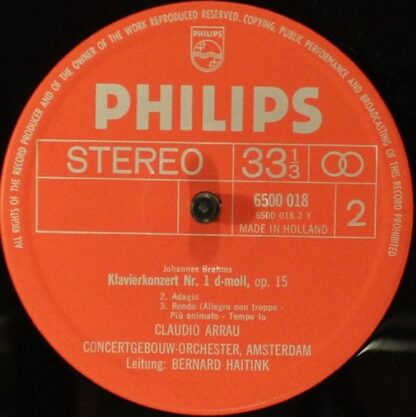 ALL RIGHTS OF THE RECORD PRODUCER AND OF THE OWNER OF THE WORK REPRODUCED RESERVED. COPYING, PUBLIC PERFORMANCE AND BROADCASTING OF THIS RECORD PROHIBITED
PHILIPS
PHILIPS
STEREO 33 1/3
6500 018
6500 018.2 Y
MADE IN HOLLAND
2
Johannes Brahms
Klavierkonzert Nr. 1 d-moll, op. 15
2. Adagio
3. Rondo (Allegro non troppo -
Più animato - Tempo Io
CLAUDIO ARRAU
CONCERTGEBOUW-ORCHESTER, AMSTERDAM
Leitung: BERNARD HAITINK